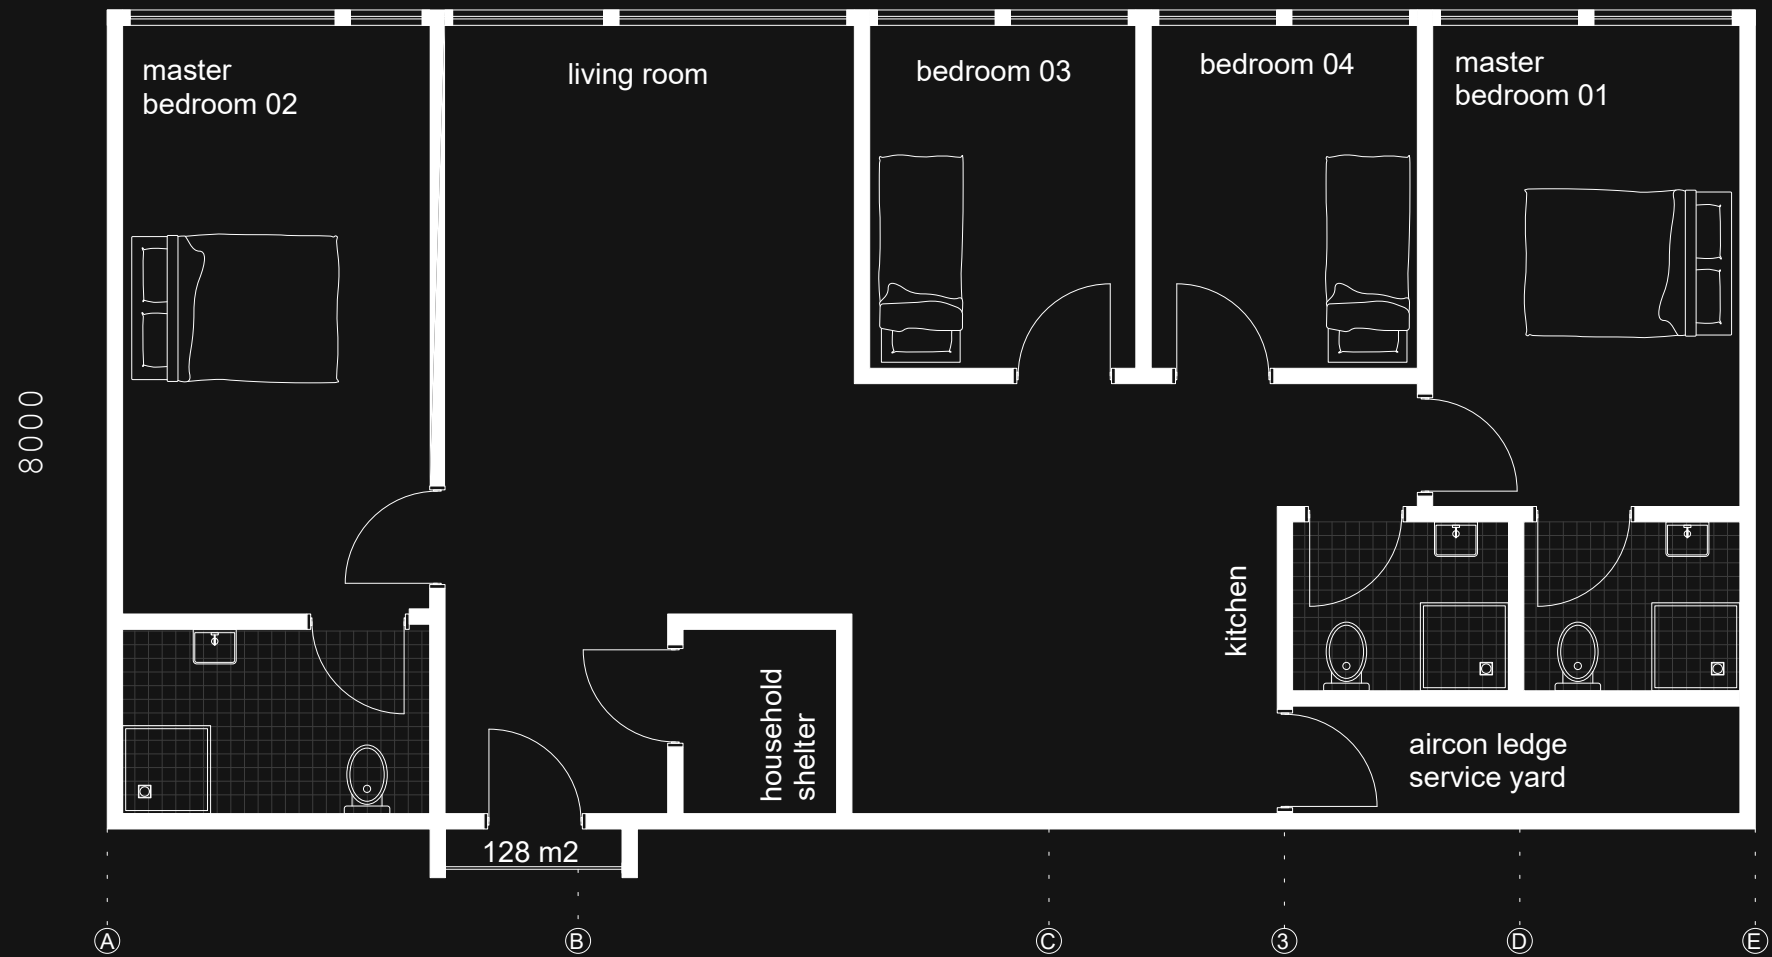 master
bedroom 02
living room
bedroom 03
bedroom 04
master
bedroom 01
8000
kitchen
household
shelter
aircon ledge
service yard
128 m2
A
B
C
3
D
E